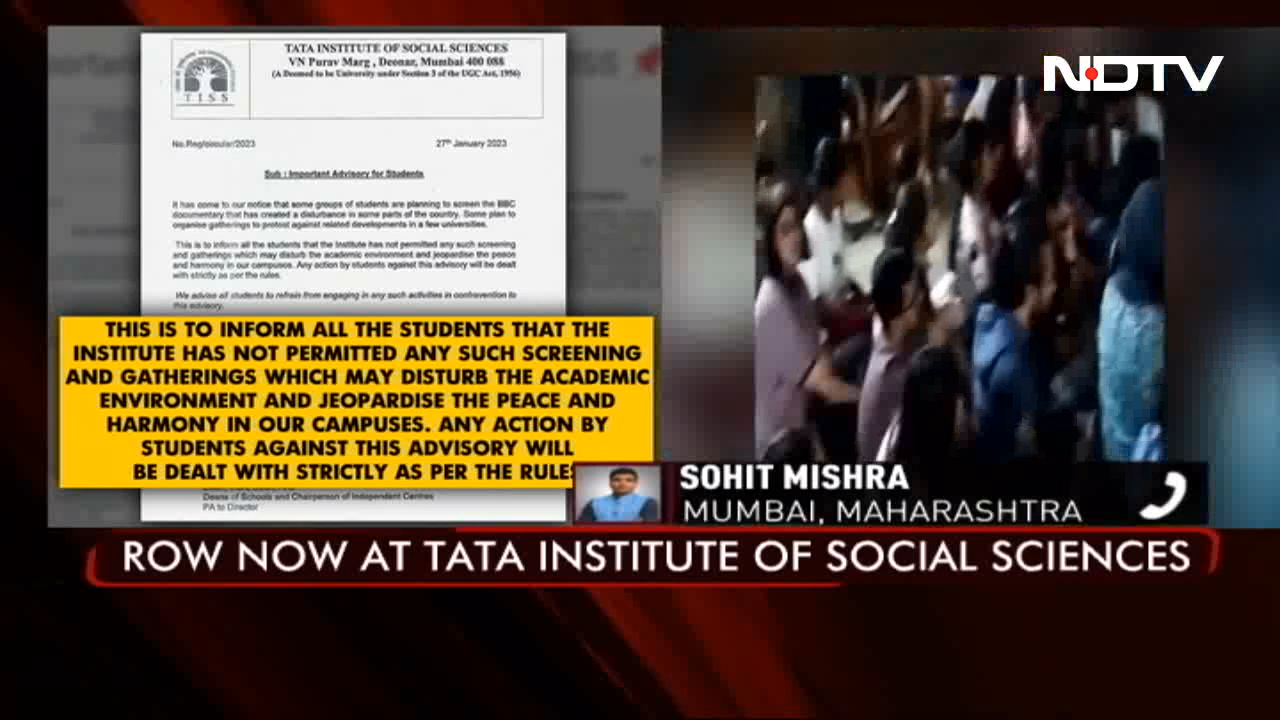 NDTV
TATA INSTITUTE OF SOCIAL SCIENCES
VN Purav Marg , Deonar, Mumbai 400 088
(A Deemed to be University under Section 3 of the UGC Act, 1956)
TISS
27th January 2023
Sub : Important Advisory for Students
It has come to our notice that some groups of students are planning to screen the BBC
documentary that has created a disturbance in some parts of the country. Some plan to
organise gatherings to protest against related developments in a few universities.
This is to inform all the students that the Institute has not permitted any such screening
and gatherings which may disturb the academic environment and jeopardise the peace
and harmony in our campuses. Any action by students against this advisory will be dealt
with strictly as per the rules.
We advise all students to refrain from engaging in any such activities in contravention to
this advisory.
THIS IS TO INFORM ALL THE STUDENTS THAT THE
INSTITUTE HAS NOT PERMITTED ANY SUCH SCREENING
AND GATHERINGS WHICH MAY DISTURB THE ACADEMIC
ENVIRONMENT AND JEOPARDISE THE PEACE AND
HARMONY IN OUR CAMPUSES. ANY ACTION BY
STUDENTS AGAINST THIS ADVISORY WILL
BE DEALT WITH STRICTLY AS PER THE RULES
Deans of Schools and Chairperson of Independent Centres
PA to Director
SOHIT MISHRA
MUMBAI, MAHARASHTRA
ROW NOW AT TATA INSTITUTE OF SOCIAL SCIENCES